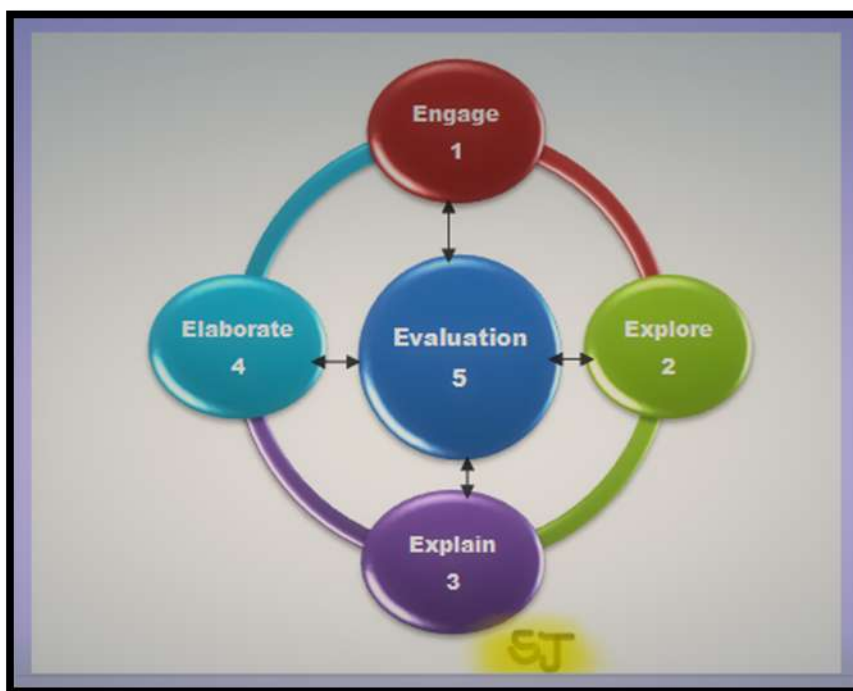 Engage
1
Elaborate
4
Evaluation
5
Explore
2
Explain
3
SJ